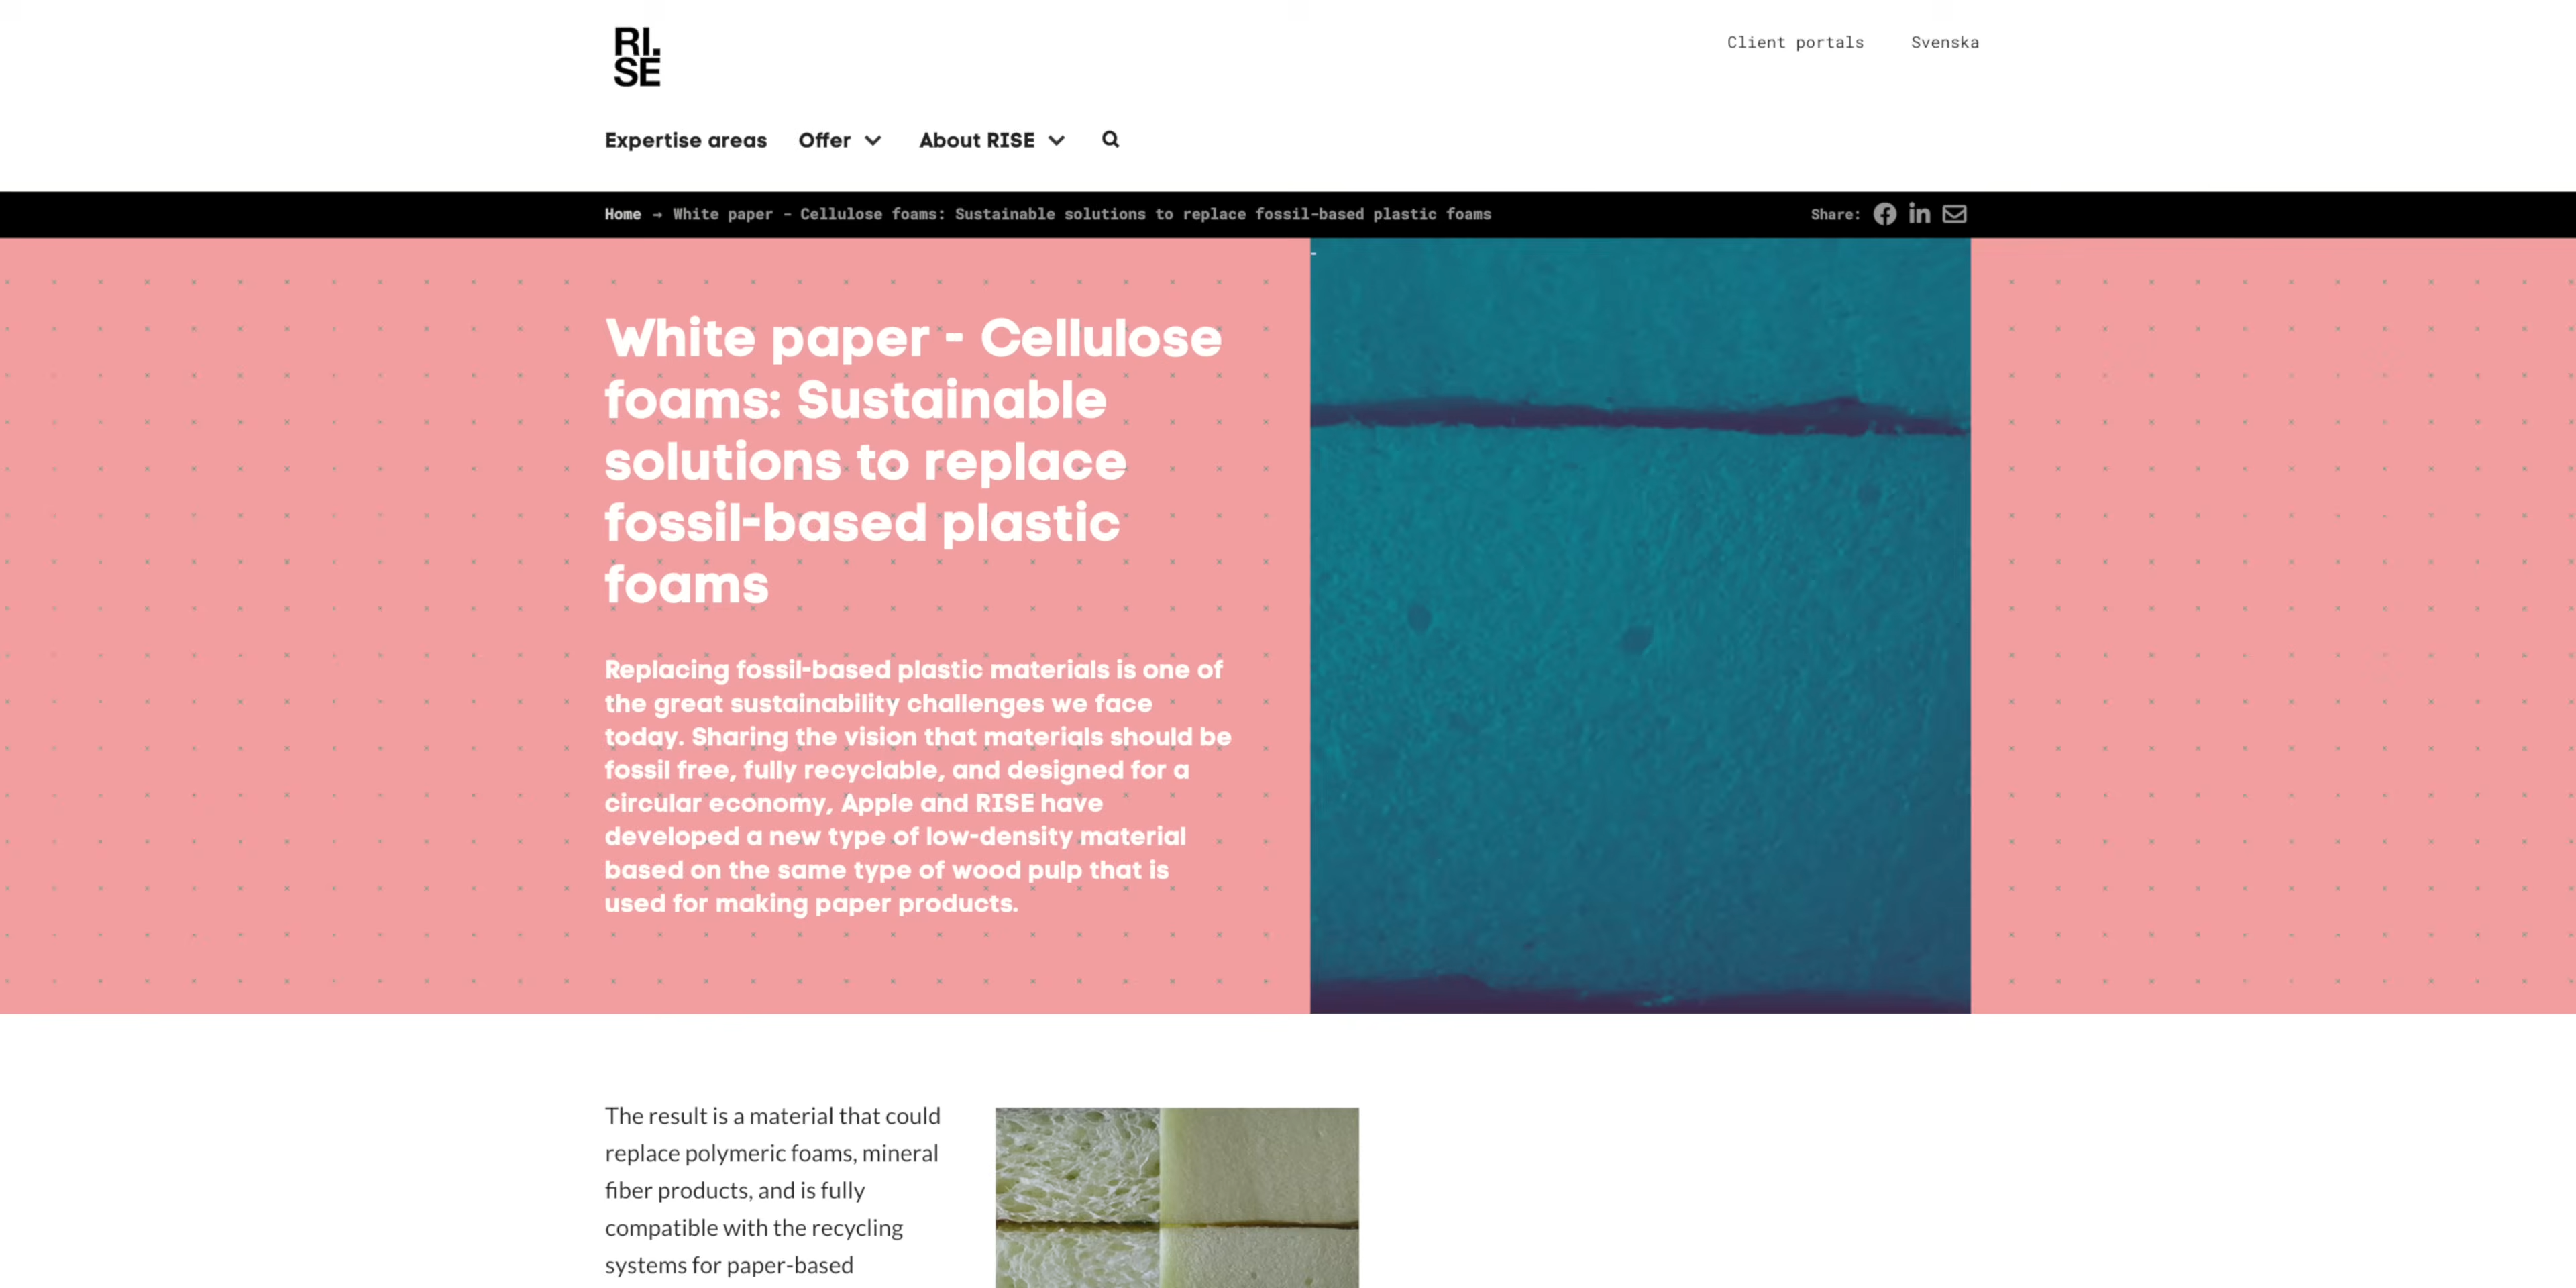 RI.
SE
Client portals Svenska
Expertise areas Offer About RISE
Home → White paper - Cellulose foams: Sustainable solutions to replace fossil-based plastic foams Share:
White paper - Cellulose
foams: Sustainable
solutions to replace
fossil-based plastic
foams
Replacing fossil-based plastic materials is one of
the great sustainability challenges we face
today. Sharing the vision that materials should be
fossil free, fully recyclable, and designed for a
circular economy, Apple and RISE have
developed a new type of low-density material
based on the same type of wood pulp that is
used for making paper products.
The result is a material that could
replace polymeric foams, mineral
fiber products, and is fully
compatible with the recycling
systems for paper-based